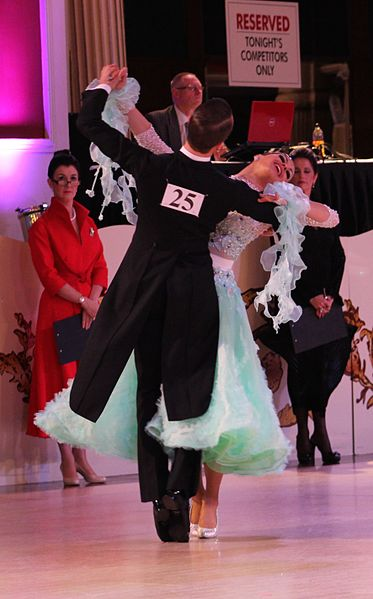 RESERVED
TONIGHT'S
COMPETITORS
ONLY
25